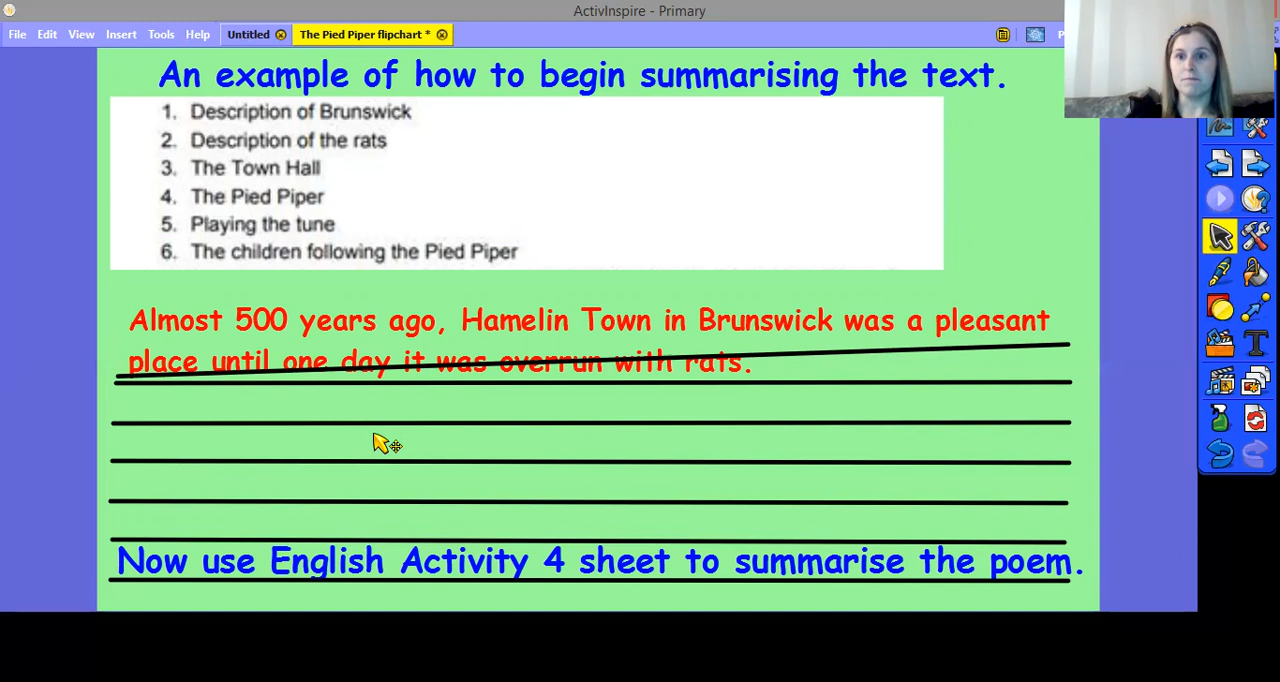 ActivInspire - Primary
File Edit View Insert Tools Help Untitled The Pied Piper flipchart *
An example of how to begin summarising the text.
1. Description of Brunswick
2. Description of the rats
3. The Town Hall
4. The Pied Piper
5. Playing the tune
6. The children following the Pied Piper
Almost 500 years ago, Hamelin Town in Brunswick was a pleasant
place until one day it was overrun with rats.
Now use English Activity 4 sheet to summarise the poem.